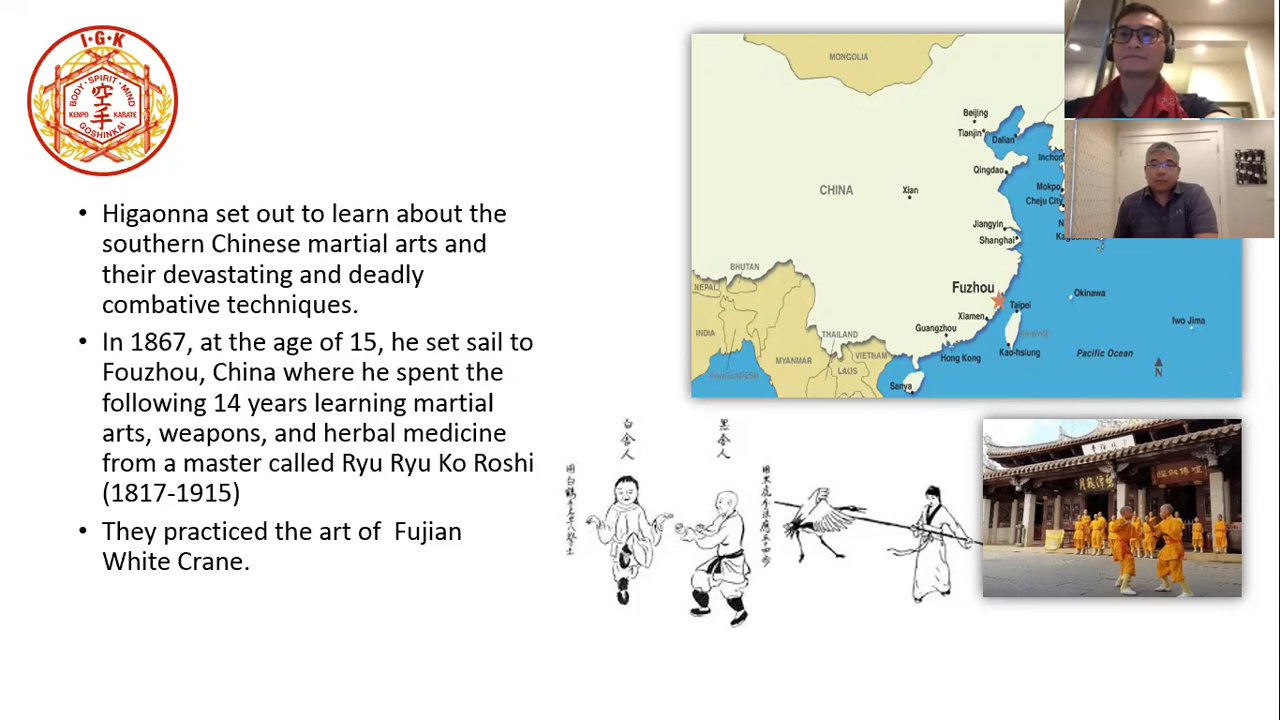 I·G·K
BODY · SPIRIT · MIND
空手
KENPO KARATE
GOSHINKAI
• Higaonna set out to learn about the
southern Chinese martial arts and
their devastating and deadly
combative techniques.
• In 1867, at the age of 15, he set sail to
Fouzhou, China where he spent the
following 14 years learning martial
arts, weapons, and herbal medicine
from a master called Ryu Ryu Ko Roshi
(1817-1915)
• They practiced the art of  Fujian
White Crane.
MONGOLIA
Beijing
Tianjin
Dalian
Inchon
Qingdao
CHINA
Xian
Mokpo
Cheju City
Jiangyin
Shanghai
BHUTAN
NEPAL
Fuzhou
Okinawa
Taipei
Xiamen
Iwo Jima
INDIA
Guangzhou
THAILAND
VIETNAM
Hong Kong
Kao-hsiung
Pacific Ocean
MYANMAR
LAOS
BANGLADESH
Sanya
N
白舍人
黑舍人